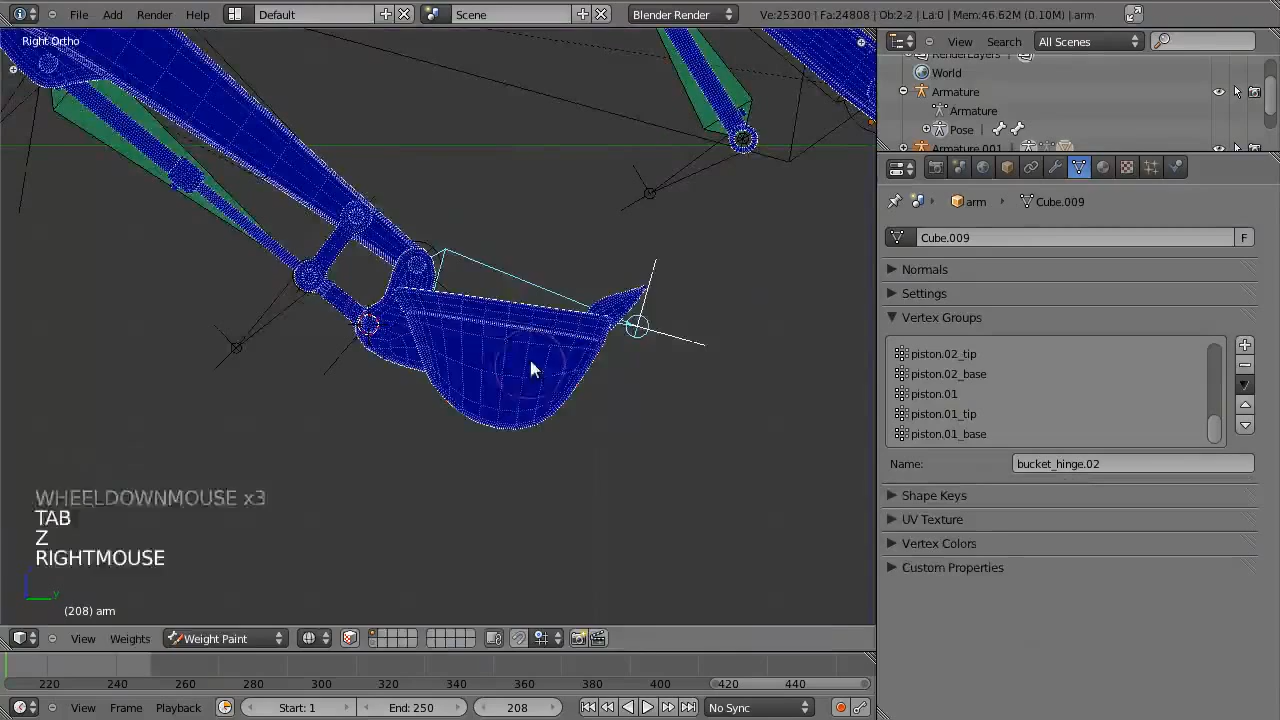 File Add Render Help Default Scene Blender Render Ve:25300 | Fa:24808 | Ob:2-2 | La:0 | Mem:46.62M (0.10M) | arm
Right Ortho
View Search All Scenes
World
Armature
Armature
Pose
arm Cube.009
Cube.009 F
Normals
Settings
Vertex Groups
piston.02_tip
piston.02_base
piston.01
piston.01_tip
piston.01_base
Name: bucket_hinge.02
Shape Keys
UV Texture
Vertex Colors
Custom Properties
WHEELDOWNMOUSE x3
TAB
Z
RIGHTMOUSE
y
(208) arm
View Weights Weight Paint
220 240 260 280 300 320 340 360 380 400 420 440
View Frame Playback Start: 1 End: 250 208 No Sync